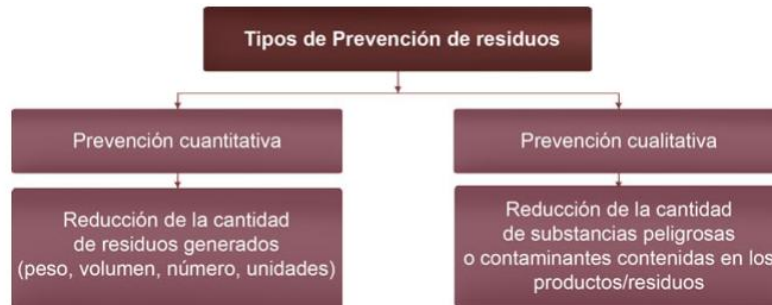 Tipos de Prevención de residuos
Prevención cuantitativa
Prevención cualitativa
Reducción de la cantidad
de residuos generados
(peso, volumen, número, unidades)
Reducción de la cantidad
de substancias peligrosas
o contaminantes contenidas en los
productos/residuos